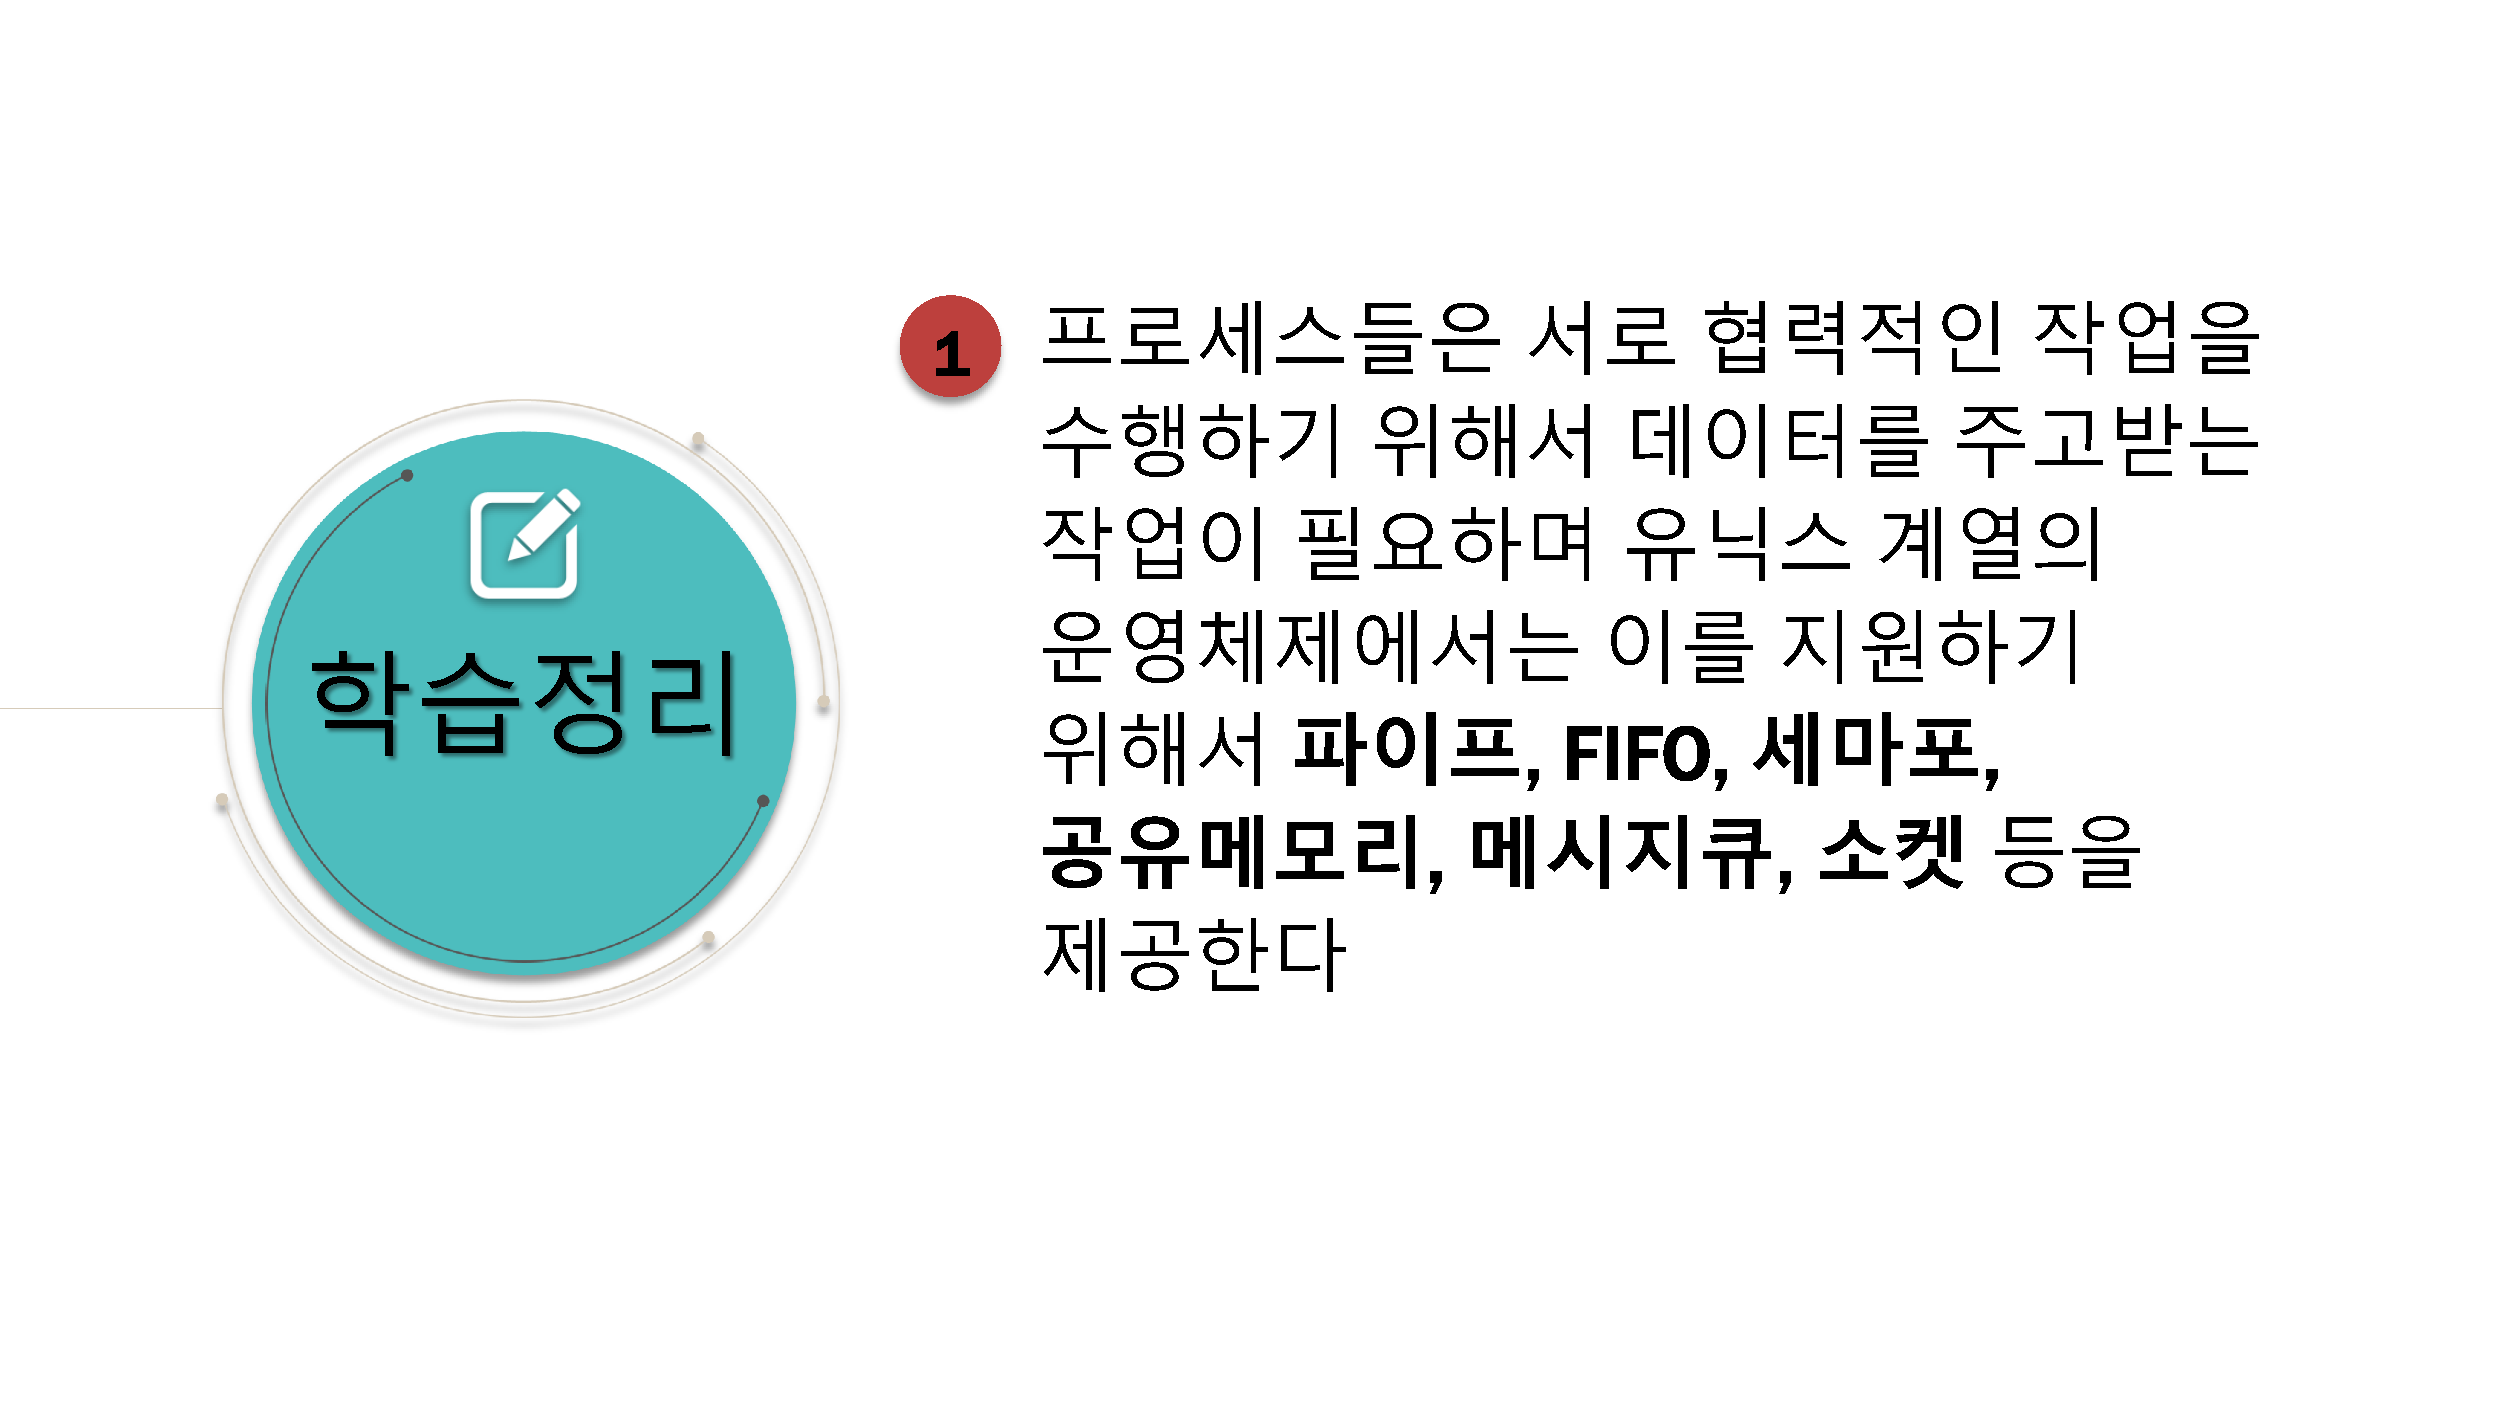 학습정리
1
프로세스들은 서로 협력적인 작업을
수행하기 위해서 데이터를 주고받는
작업이 필요하며 유닉스 계열의
운영체제에서는 이를 지원하기
위해서 파이프, FIFO, 세마포,
공유메모리, 메시지큐, 소켓 등을
제공한다